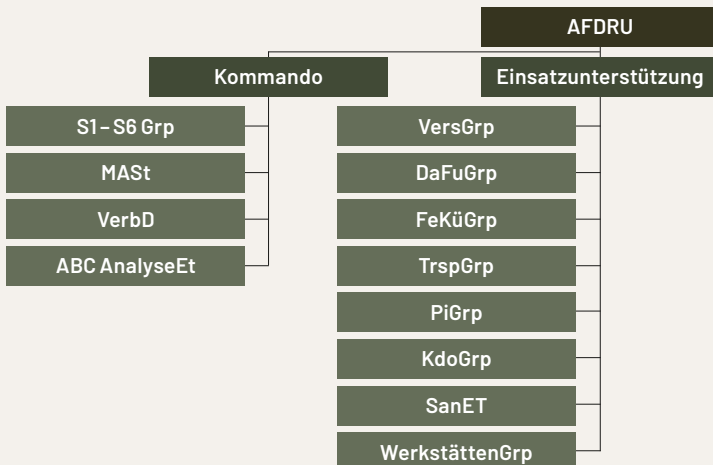 AFDRU
Kommando
Einsatzunterstützung
S1–S6 Grp
MASt
VerbD
ABC AnalyseEt
VersGrp
DaFuGrp
FeKüGrp
TrspGrp
PiGrp
KdoGrp
SanET
WerkstättenGrp